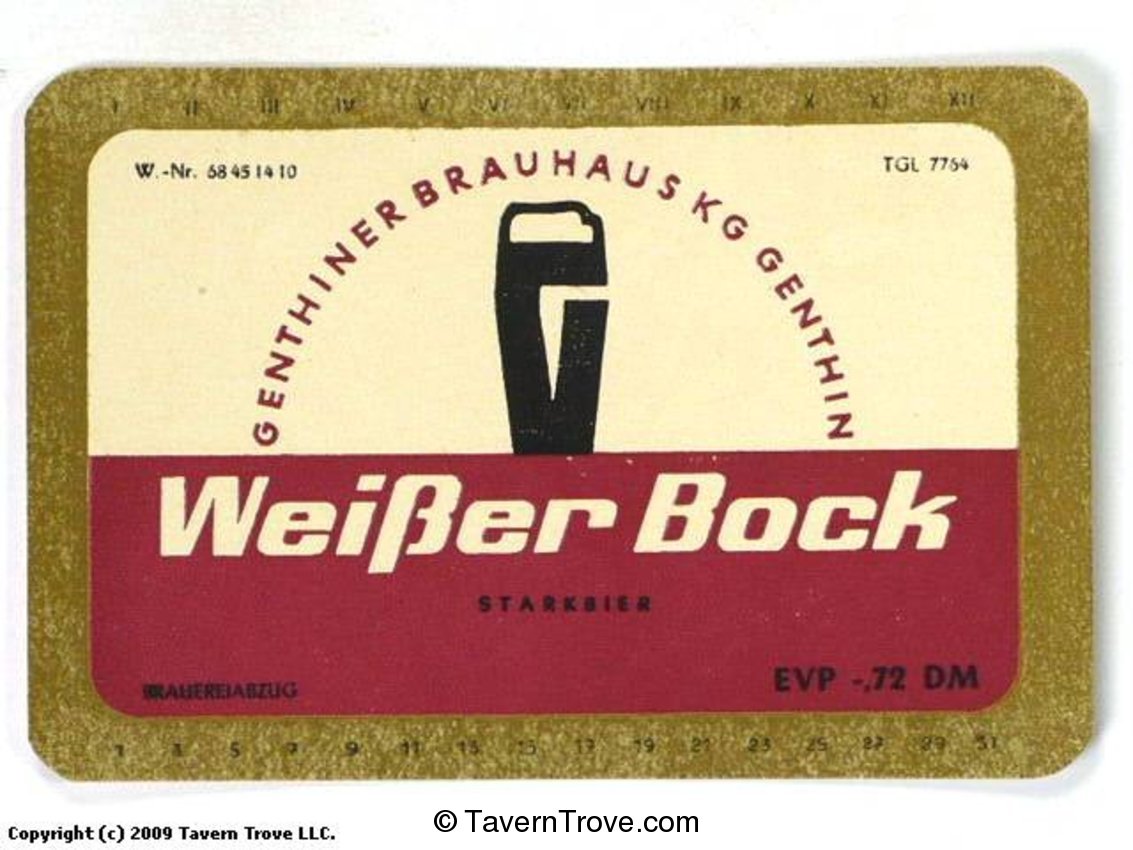 I II III IV V VI VII VIII IX X XI XII
W.-Nr. 68 45 14 10
TGL 7764
GENTHINER BRAUHAUS KG GENTHIN
Weißer Bock
STARKBIER
BRAUEREIABZUG
EVP -,72 DM
1 3 5 7 9 11 13 15 17 19 21 23 25 27 29 31
Copyright (c) 2009 Tavern Trove LLC.
© TavernTrove.com